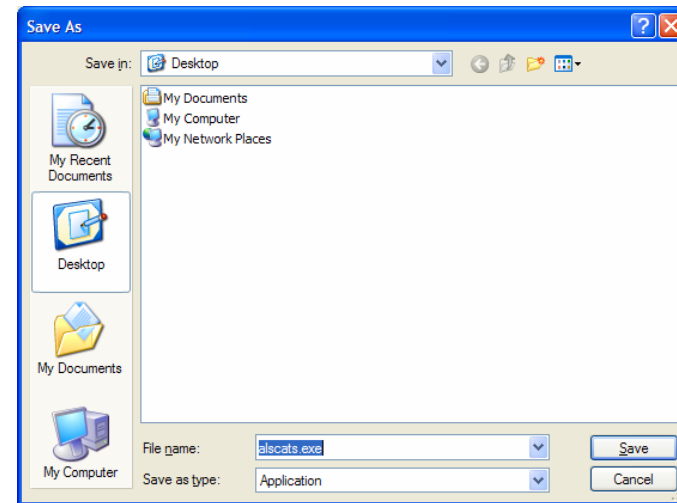 Save As
Save in:
Desktop
My Documents
My Computer
My Network Places
My Recent
Documents
Desktop
My Documents
My Computer
File name:
alscats.exe
Save
Save as type:
Application
Cancel